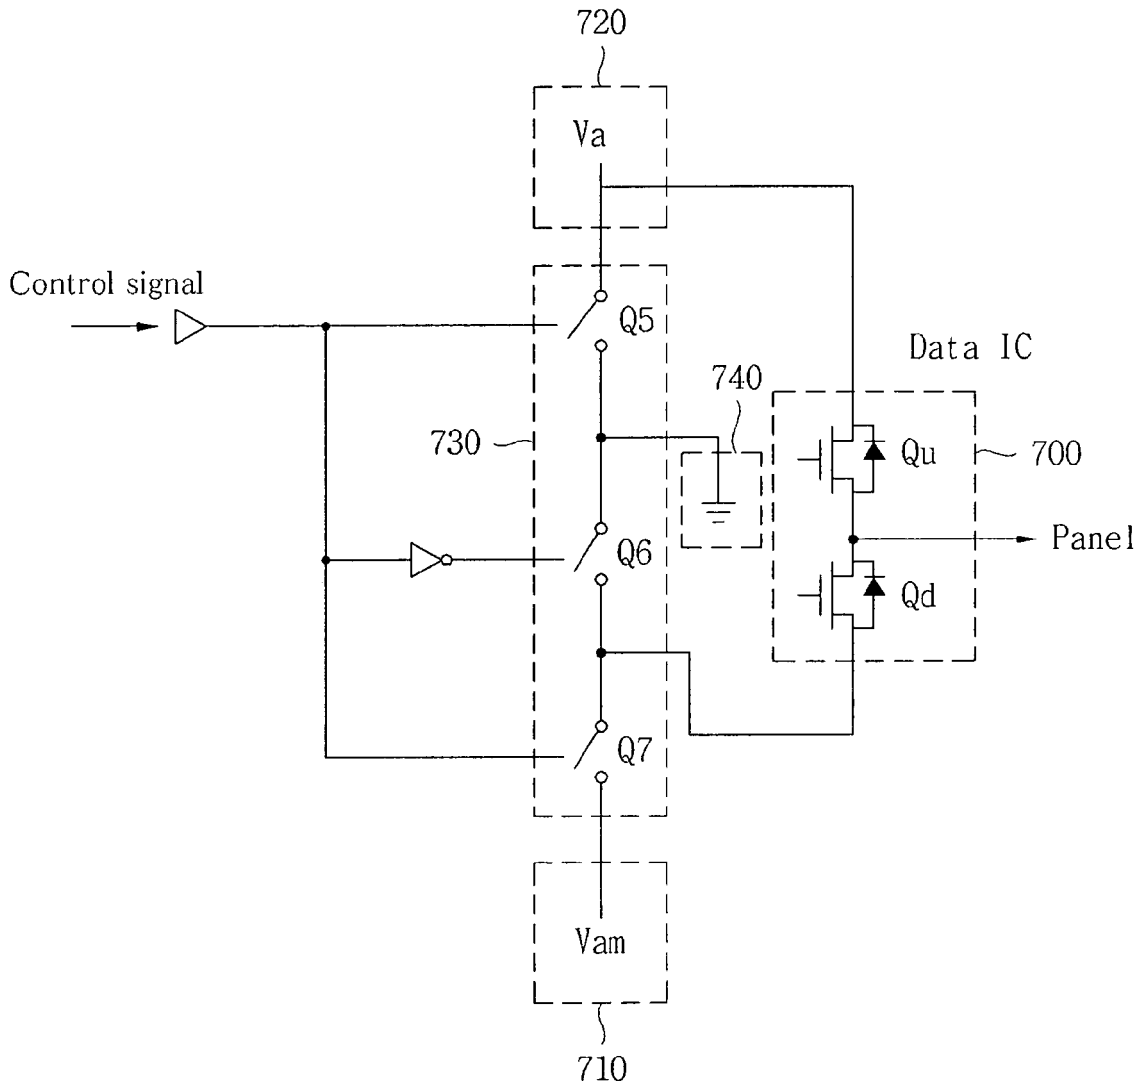 720
Va
Control signal
Q5
Data IC
740
730
Qu
700
Q6
Panel
Qd
Q7
Vam
710